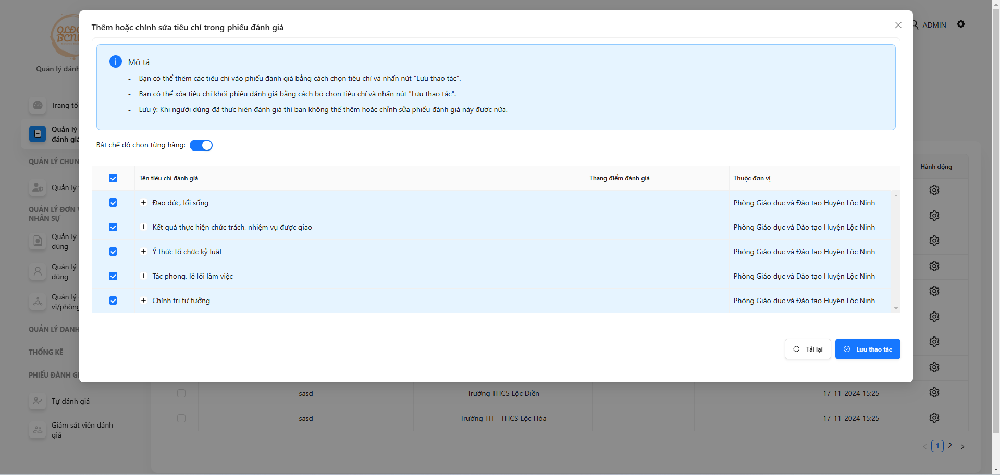 Thêm hoặc chỉnh sửa tiêu chí trong phiếu đánh giá
ADMIN
Mô tả
- Bạn có thể thêm các tiêu chí vào phiếu đánh giá bằng cách chọn tiêu chí và nhấn nút "Lưu thao tác".
- Bạn có thể xóa tiêu chí khỏi phiếu đánh giá bằng cách bỏ chọn tiêu chí và nhấn nút "Lưu thao tác".
- Lưu ý: Khi người dùng đã thực hiện đánh giá thì bạn không thể thêm hoặc chỉnh sửa phiếu đánh giá này được nữa.
Bật chế độ chọn từng hàng:
Tên tiêu chí đánh giá Thang điểm đánh giá Thuộc đơn vị
Đạo đức, lối sống Phòng Giáo dục và Đào tạo Huyện Lộc Ninh
Kết quả thực hiện chức trách, nhiệm vụ được giao Phòng Giáo dục và Đào tạo Huyện Lộc Ninh
Ý thức tổ chức kỷ luật Phòng Giáo dục và Đào tạo Huyện Lộc Ninh
Tác phong, lề lối làm việc Phòng Giáo dục và Đào tạo Huyện Lộc Ninh
Chính trị tư tưởng Phòng Giáo dục và Đào tạo Huyện Lộc Ninh
Tải lại
Lưu thao tác
Quản lý đánh
Trang
Quản lý
đánh giá
QUẢN LÝ CHUN
Quản lý
QUẢN LÝ ĐƠN
NHÂN SỰ
Quản lý
dùng
Quản lý
dùng
Quản lý
vị/phòng
QUẢN LÝ DANH
THỐNG KÊ
PHIẾU ĐÁNH
Tự đánh giá
Giám sát viên đánh
giá
Hành động
sasd Trường THCS Lộc Điền 17-11-2024 15:25
sasd Trường TH - THCS Lộc Hòa 17-11-2024 15:25
1 2